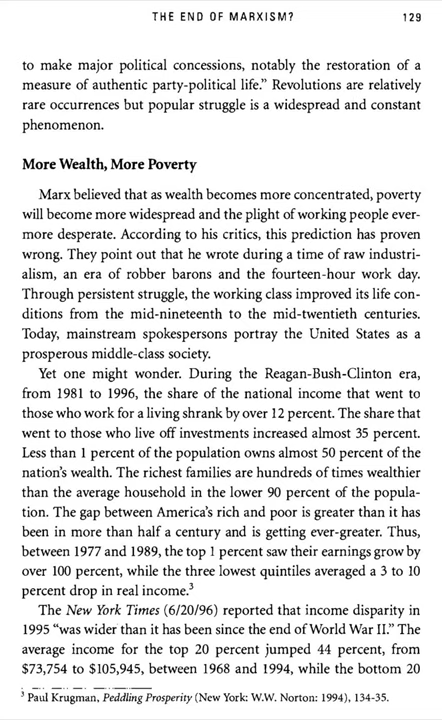 THE END OF MARXISM? 129
to make major political concessions, notably the restoration of a
measure of authentic party-political life.” Revolutions are relatively
rare occurrences but popular struggle is a widespread and constant
phenomenon.
More Wealth, More Poverty
Marx believed that as wealth becomes more concentrated, poverty
will become more widespread and the plight of working people ever-
more desperate. According to his critics, this prediction has proven
wrong. They point out that he wrote during a time of raw industri-
alism, an era of robber barons and the fourteen-hour work day.
Through persistent struggle, the working class improved its life con-
ditions from the mid-nineteenth to the mid-twentieth centuries.
Today, mainstream spokespersons portray the United States as a
prosperous middle-class society.
Yet one might wonder. During the Reagan-Bush-Clinton era,
from 1981 to 1996, the share of the national income that went to
those who work for a living shrank by over 12 percent. The share that
went to those who live off investments increased almost 35 percent.
Less than 1 percent of the population owns almost 50 percent of the
nation’s wealth. The richest families are hundreds of times wealthier
than the average household in the lower 90 percent of the popula-
tion. The gap between America’s rich and poor is greater than it has
been in more than half a century and is getting ever-greater. Thus,
between 1977 and 1989, the top 1 percent saw their earnings grow by
over 100 percent, while the three lowest quintiles averaged a 3 to 10
percent drop in real income.³
The New York Times (6/20/96) reported that income disparity in
1995 “was wider than it has been since the end of World War II.” The
average income for the top 20 percent jumped 44 percent, from
$73,754 to $105,945, between 1968 and 1994, while the bottom 20
³ Paul Krugman, Peddling Prosperity (New York: W.W. Norton: 1994), 134-35.